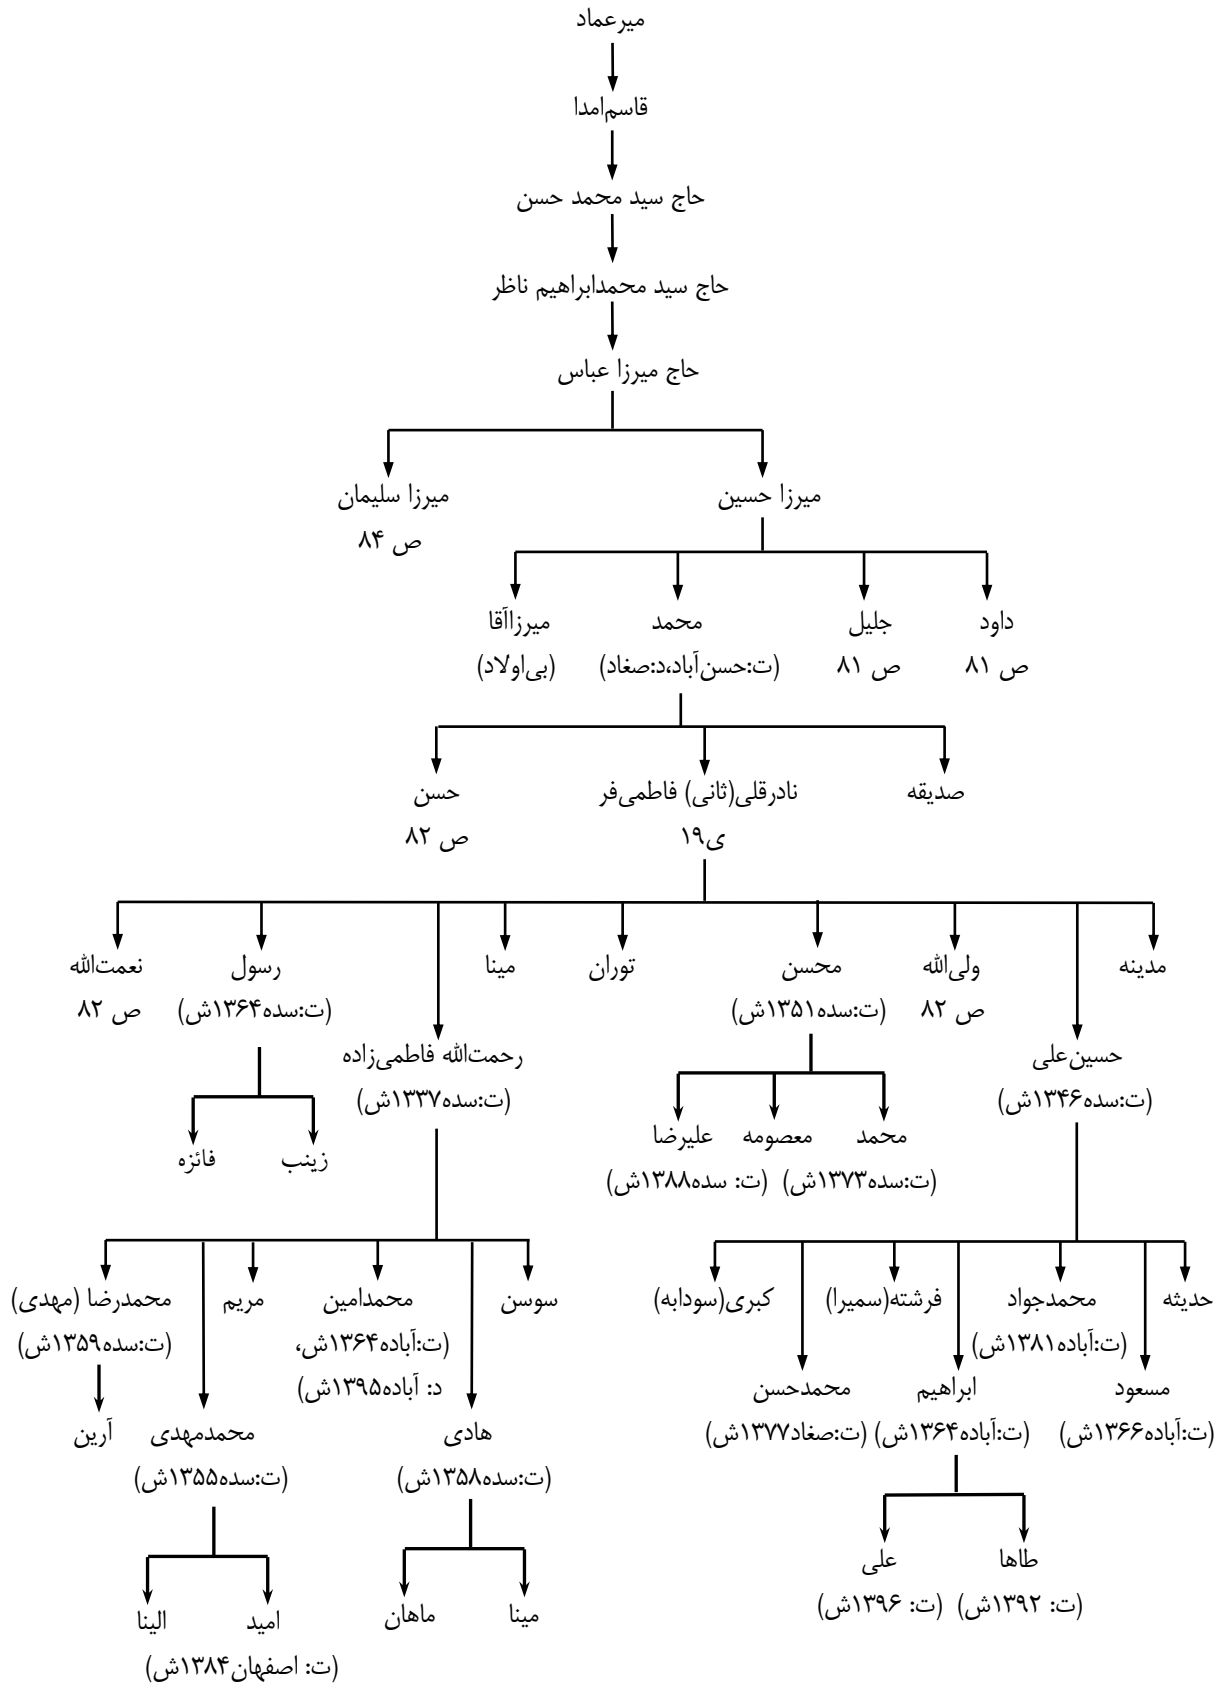 میرعماد
قاسم‌امدا
حاج سید محمد حسن
حاج سید محمدابراهیم ناظر
حاج میرزا عباس
میرزا حسین میرزا سلیمان
ص ۸۴
داود جلیل محمد میرزاآقا
ص ۸۱ ص ۸۱ (ت:حسن‌آباد،د:صغاد) (بی‌اولاد)
صدیقه نادرقلی(ثانی) فاطمی‌فر حسن
ی۱۹ ص ۸۲
مدینه ولی‌الله محسن توران مینا رسول نعمت‌الله
ص ۸۲ (ت:سده۱۳۵۱ش) (ت:سده۱۳۶۴ش) ص ۸۲
حسین‌علی رحمت‌الله فاطمی‌زاده
(ت:سده۱۳۴۶ش) (ت:سده۱۳۳۷ش)
محمد معصومه علیرضا زینب فائزه
(ت:سده۱۳۷۳ش) (ت: سده۱۳۸۸ش)
حدیثه محمدجواد فرشته(سمیرا) کبری(سودابه) سوسن محمدامین مریم محمدرضا (مهدی)
(ت:آباده۱۳۸۱ش) (ت:آباده۱۳۶۴ش، (ت:سده۱۳۵۹ش)
مسعود ابراهیم محمدحسن د: آباده۱۳۹۵ش)
(ت:آباده۱۳۶۶ش) (ت:آباده۱۳۶۴ش) (ت:صغاد۱۳۷۷ش) هادی محمدمهدی آرین
(ت:سده۱۳۵۸ش) (ت:سده۱۳۵۵ش)
طاها علی
(ت: ۱۳۹۲ش) (ت: ۱۳۹۶ش)
مینا ماهان امید الینا
(ت: اصفهان۱۳۸۴ش)